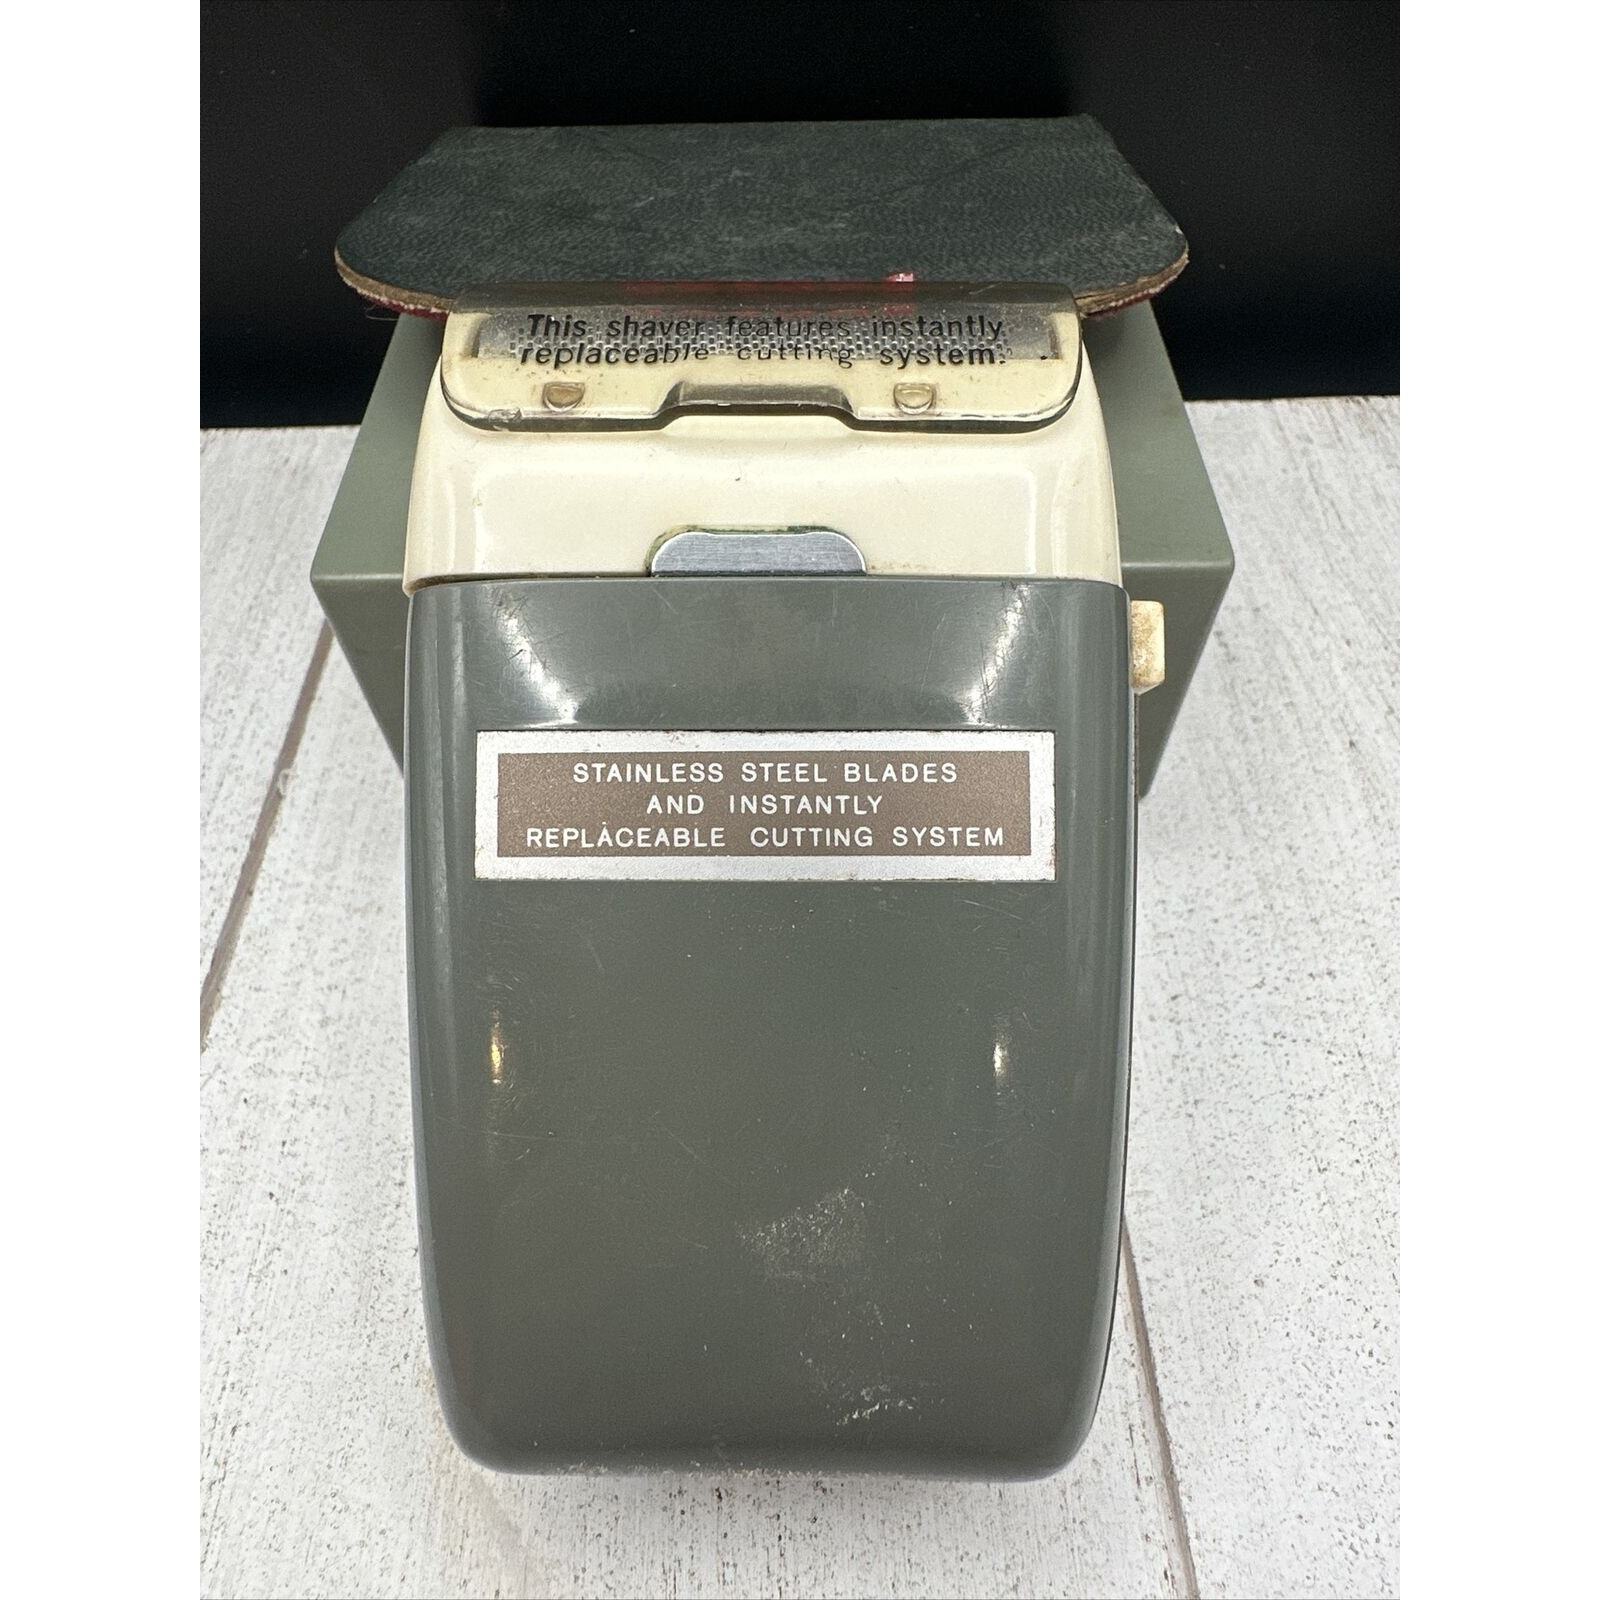 This shaver features instantly
replaceable cutting system.
STAINLESS STEEL BLADES
AND INSTANTLY
REPLACEABLE CUTTING SYSTEM